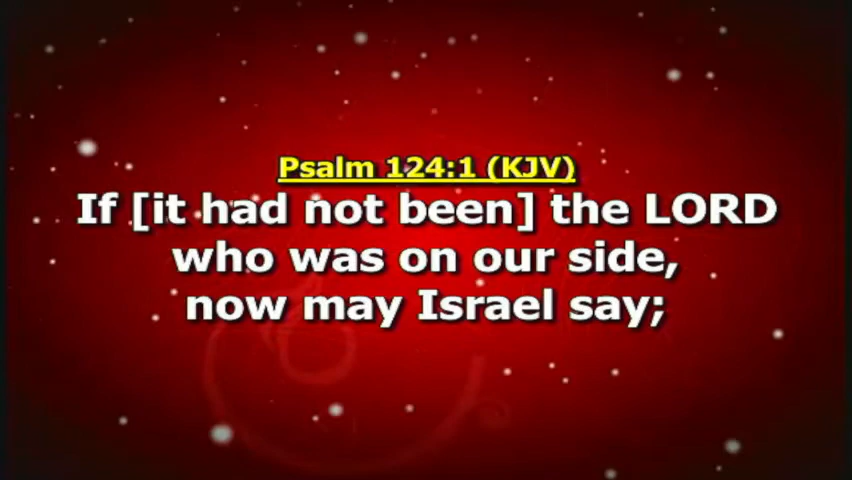 Psalm 124:1 (KJV)
If [it had not been] the LORD
who was on our side,
now may Israel say;